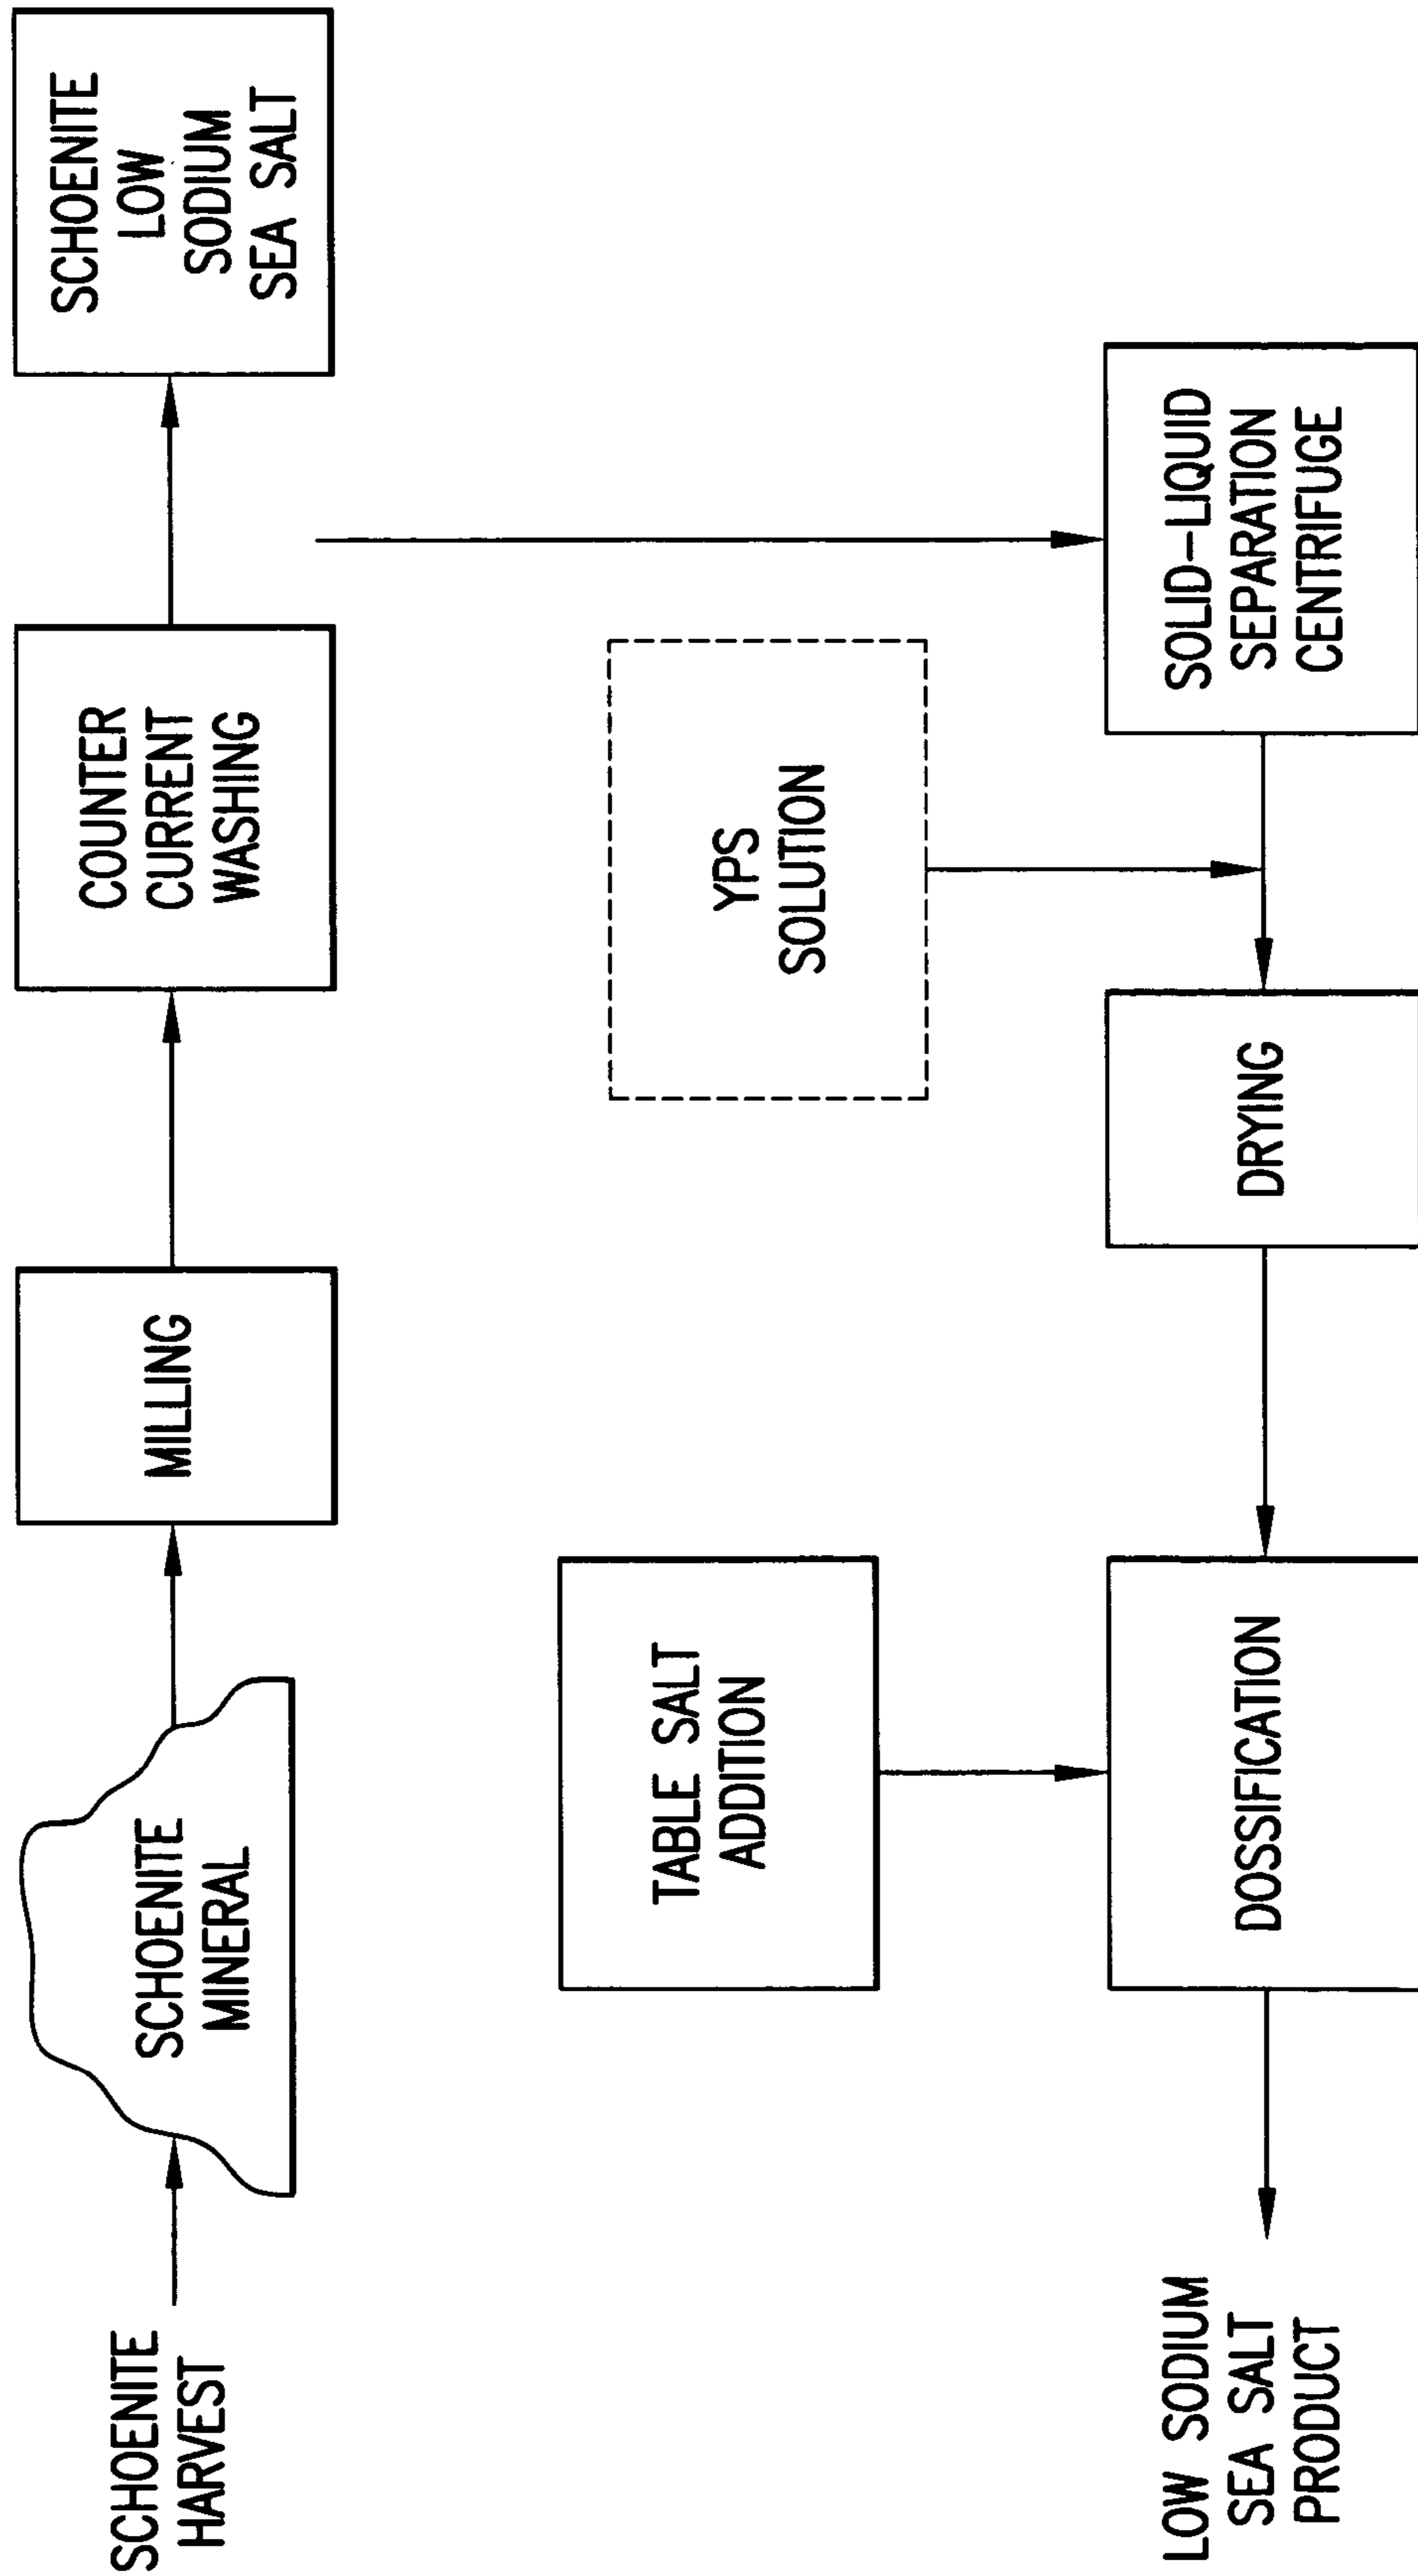 SCHOENITE
HARVEST
SCHOENITE
MINERAL
MILLING
COUNTER
CURRENT
WASHING
SCHOENITE
LOW
SODIUM
SEA SALT
TABLE SALT
ADDITION
YPS
SOLUTION
LOW SODIUM
SEA SALT
PRODUCT
DOSSIFICATION
DRYING
SOLID-LIQUID
SEPARATION
CENTRIFUGE